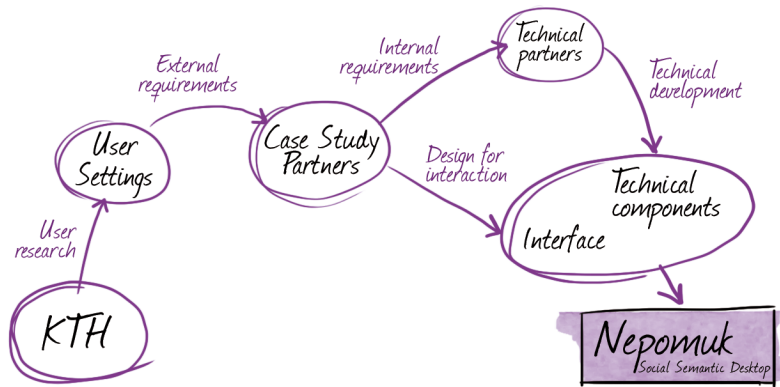 KTH
User
research
User
Settings
External
requirements
Case Study
Partners
Internal
requirements
Technical
partners
Technical
development
Design for
interaction
Technical
components
Interface
Nepomuk
Social Semantic Desktop